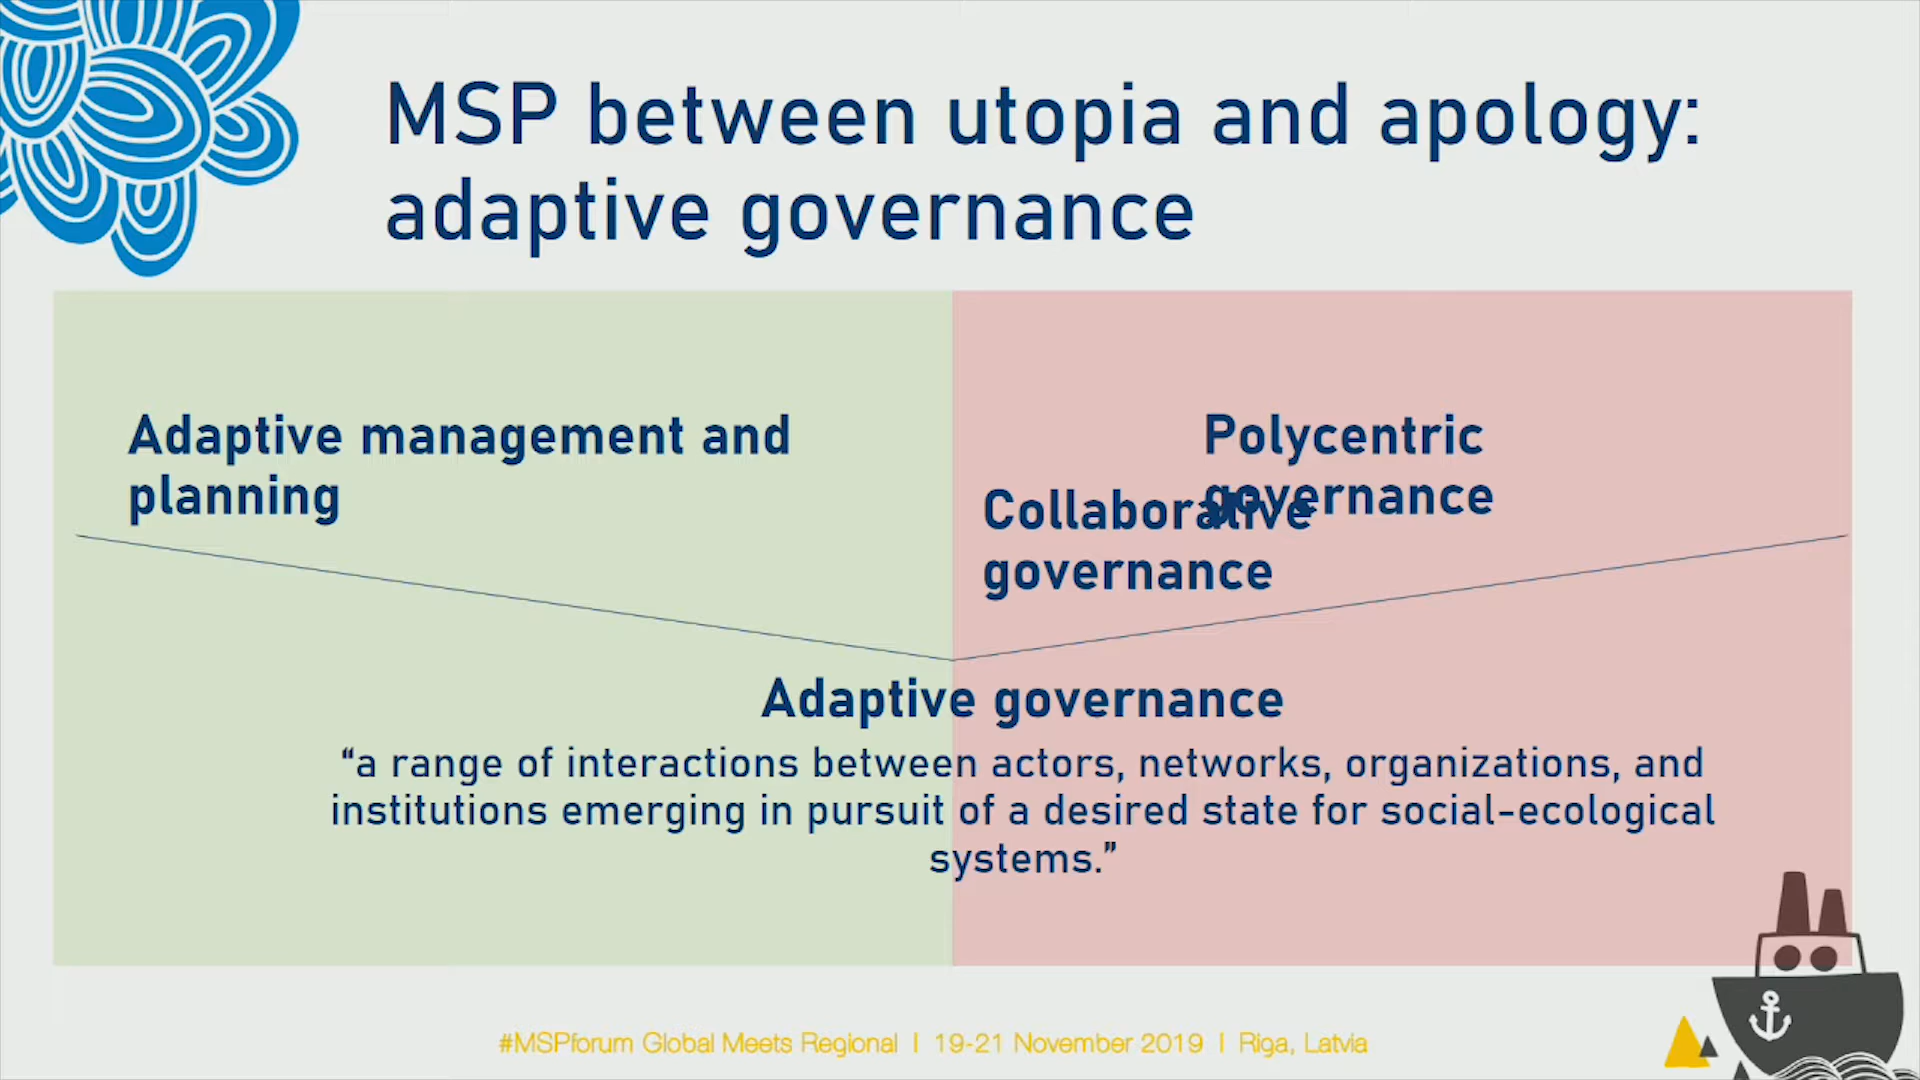 MSP between utopia and apology:
adaptive governance
Adaptive management and
planning
Polycentric
governance
Collaborative
governance
Adaptive governance
“a range of interactions between actors, networks, organizations, and
institutions emerging in pursuit of a desired state for social-ecological
systems.”
#MSPforum Global Meets Regional | 19-21 November 2019 | Riga, Latvia